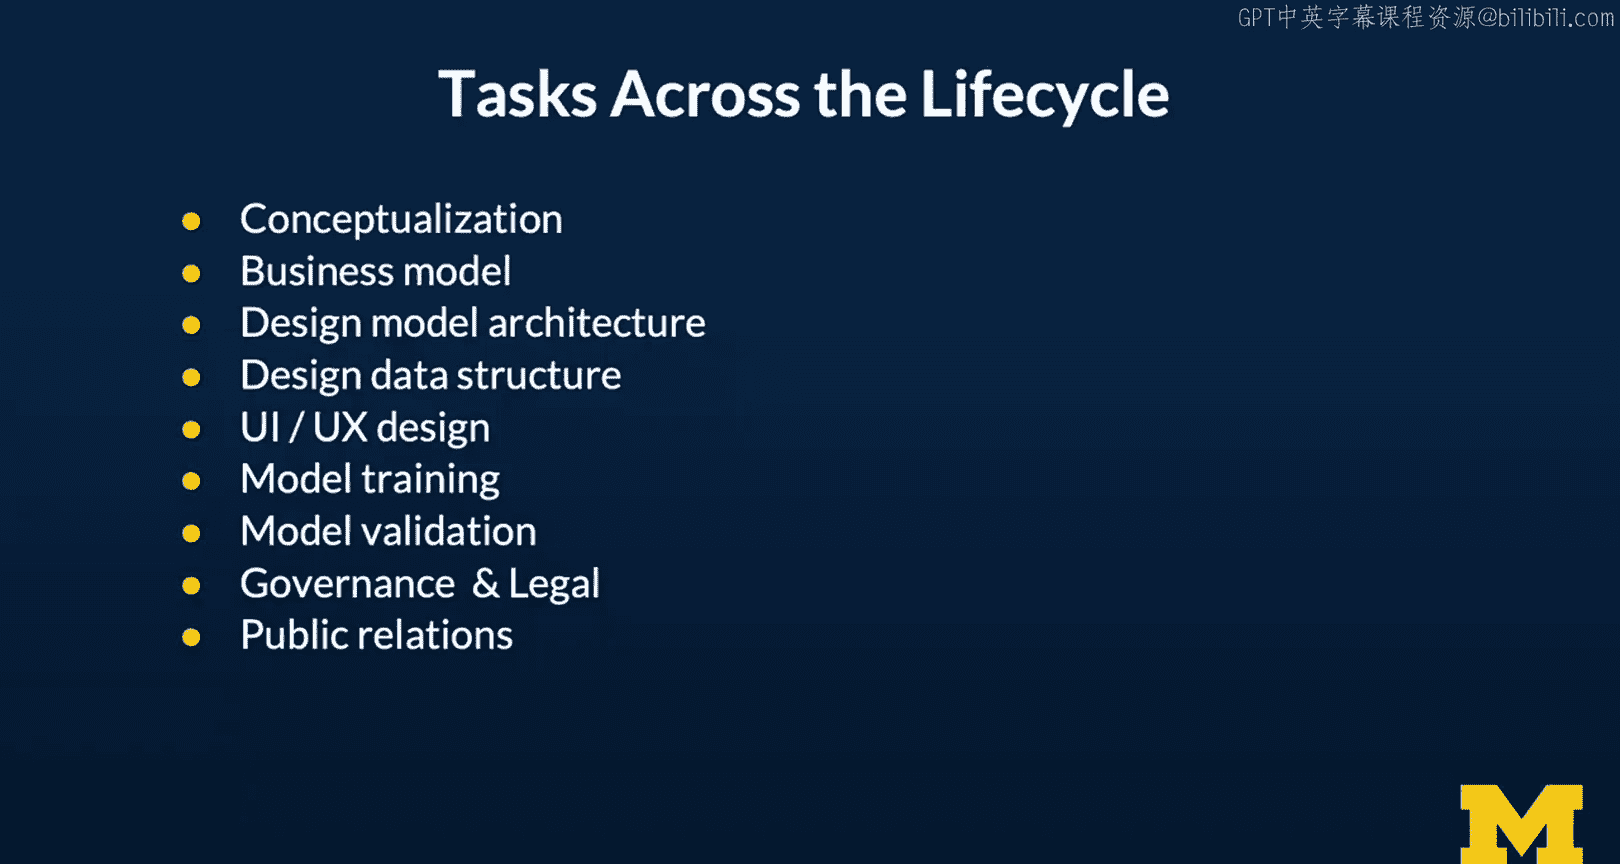 GPT中英字幕课程资源@bilibili.com
Tasks Across the Lifecycle
Conceptualization
Business model
Design model architecture
Design data structure
UI / UX design
Model training
Model validation
Governance & Legal
Public relations
M